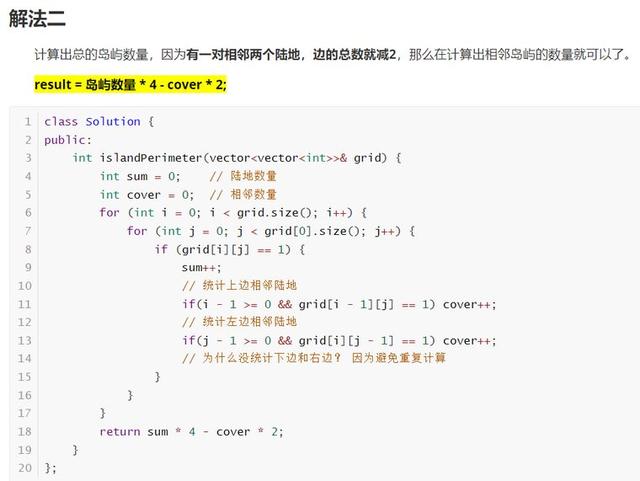 解法二
计算出总的岛屿数量，因为有一对相邻两个陆地，边的总数就减2，那么在计算出相邻岛屿的数量就可以了。
result = 岛屿数量 * 4 - cover * 2;
1 class Solution {
2 public:
3     int islandPerimeter(vector<vector<int>>& grid) {
4         int sum = 0;    // 陆地数量
5         int cover = 0;  // 相邻数量
6         for (int i = 0; i < grid.size(); i++) {
7             for (int j = 0; j < grid[0].size(); j++) {
8                 if (grid[i][j] == 1) {
9                     sum++;
10                     // 统计上边相邻陆地
11                     if(i - 1 >= 0 && grid[i - 1][j] == 1) cover++;
12                     // 统计左边相邻陆地
13                     if(j - 1 >= 0 && grid[i][j - 1] == 1) cover++;
14                     // 为什么没统计下边和右边？ 因为避免重复计算
15                 }
16             }
17         }
18         return sum * 4 - cover * 2;
19     }
20 };